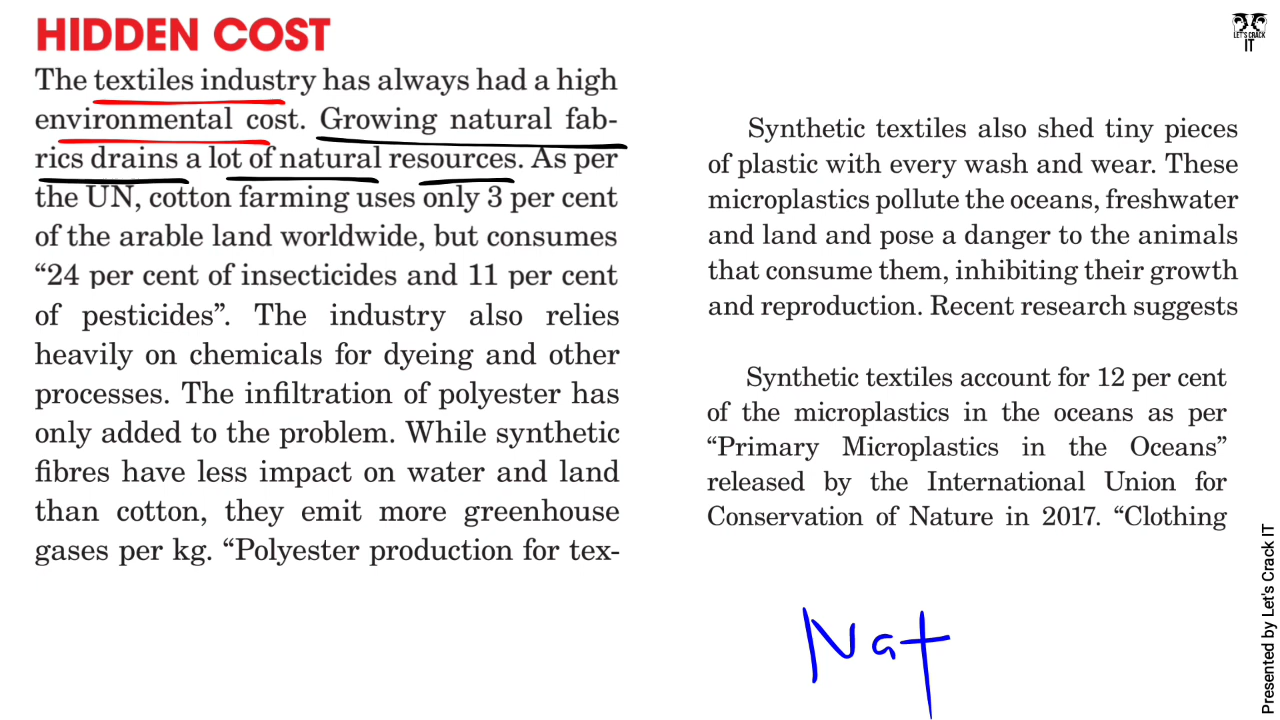 HIDDEN COST
The textiles industry has always had a high
environmental cost. Growing natural fab-
rics drains a lot of natural resources. As per
the UN, cotton farming uses only 3 per cent
of the arable land worldwide, but consumes
“24 per cent of insecticides and 11 per cent
of pesticides”. The industry also relies
heavily on chemicals for dyeing and other
processes. The infiltration of polyester has
only added to the problem. While synthetic
fibres have less impact on water and land
than cotton, they emit more greenhouse
gases per kg. “Polyester production for tex-
LET'S CRACK
IT
Synthetic textiles also shed tiny pieces
of plastic with every wash and wear. These
microplastics pollute the oceans, freshwater
and land and pose a danger to the animals
that consume them, inhibiting their growth
and reproduction. Recent research suggests
Synthetic textiles account for 12 per cent
of the microplastics in the oceans as per
“Primary Microplastics in the Oceans”
released by the International Union for
Conservation of Nature in 2017. “Clothing
Nat
Presented by Let's Crack IT